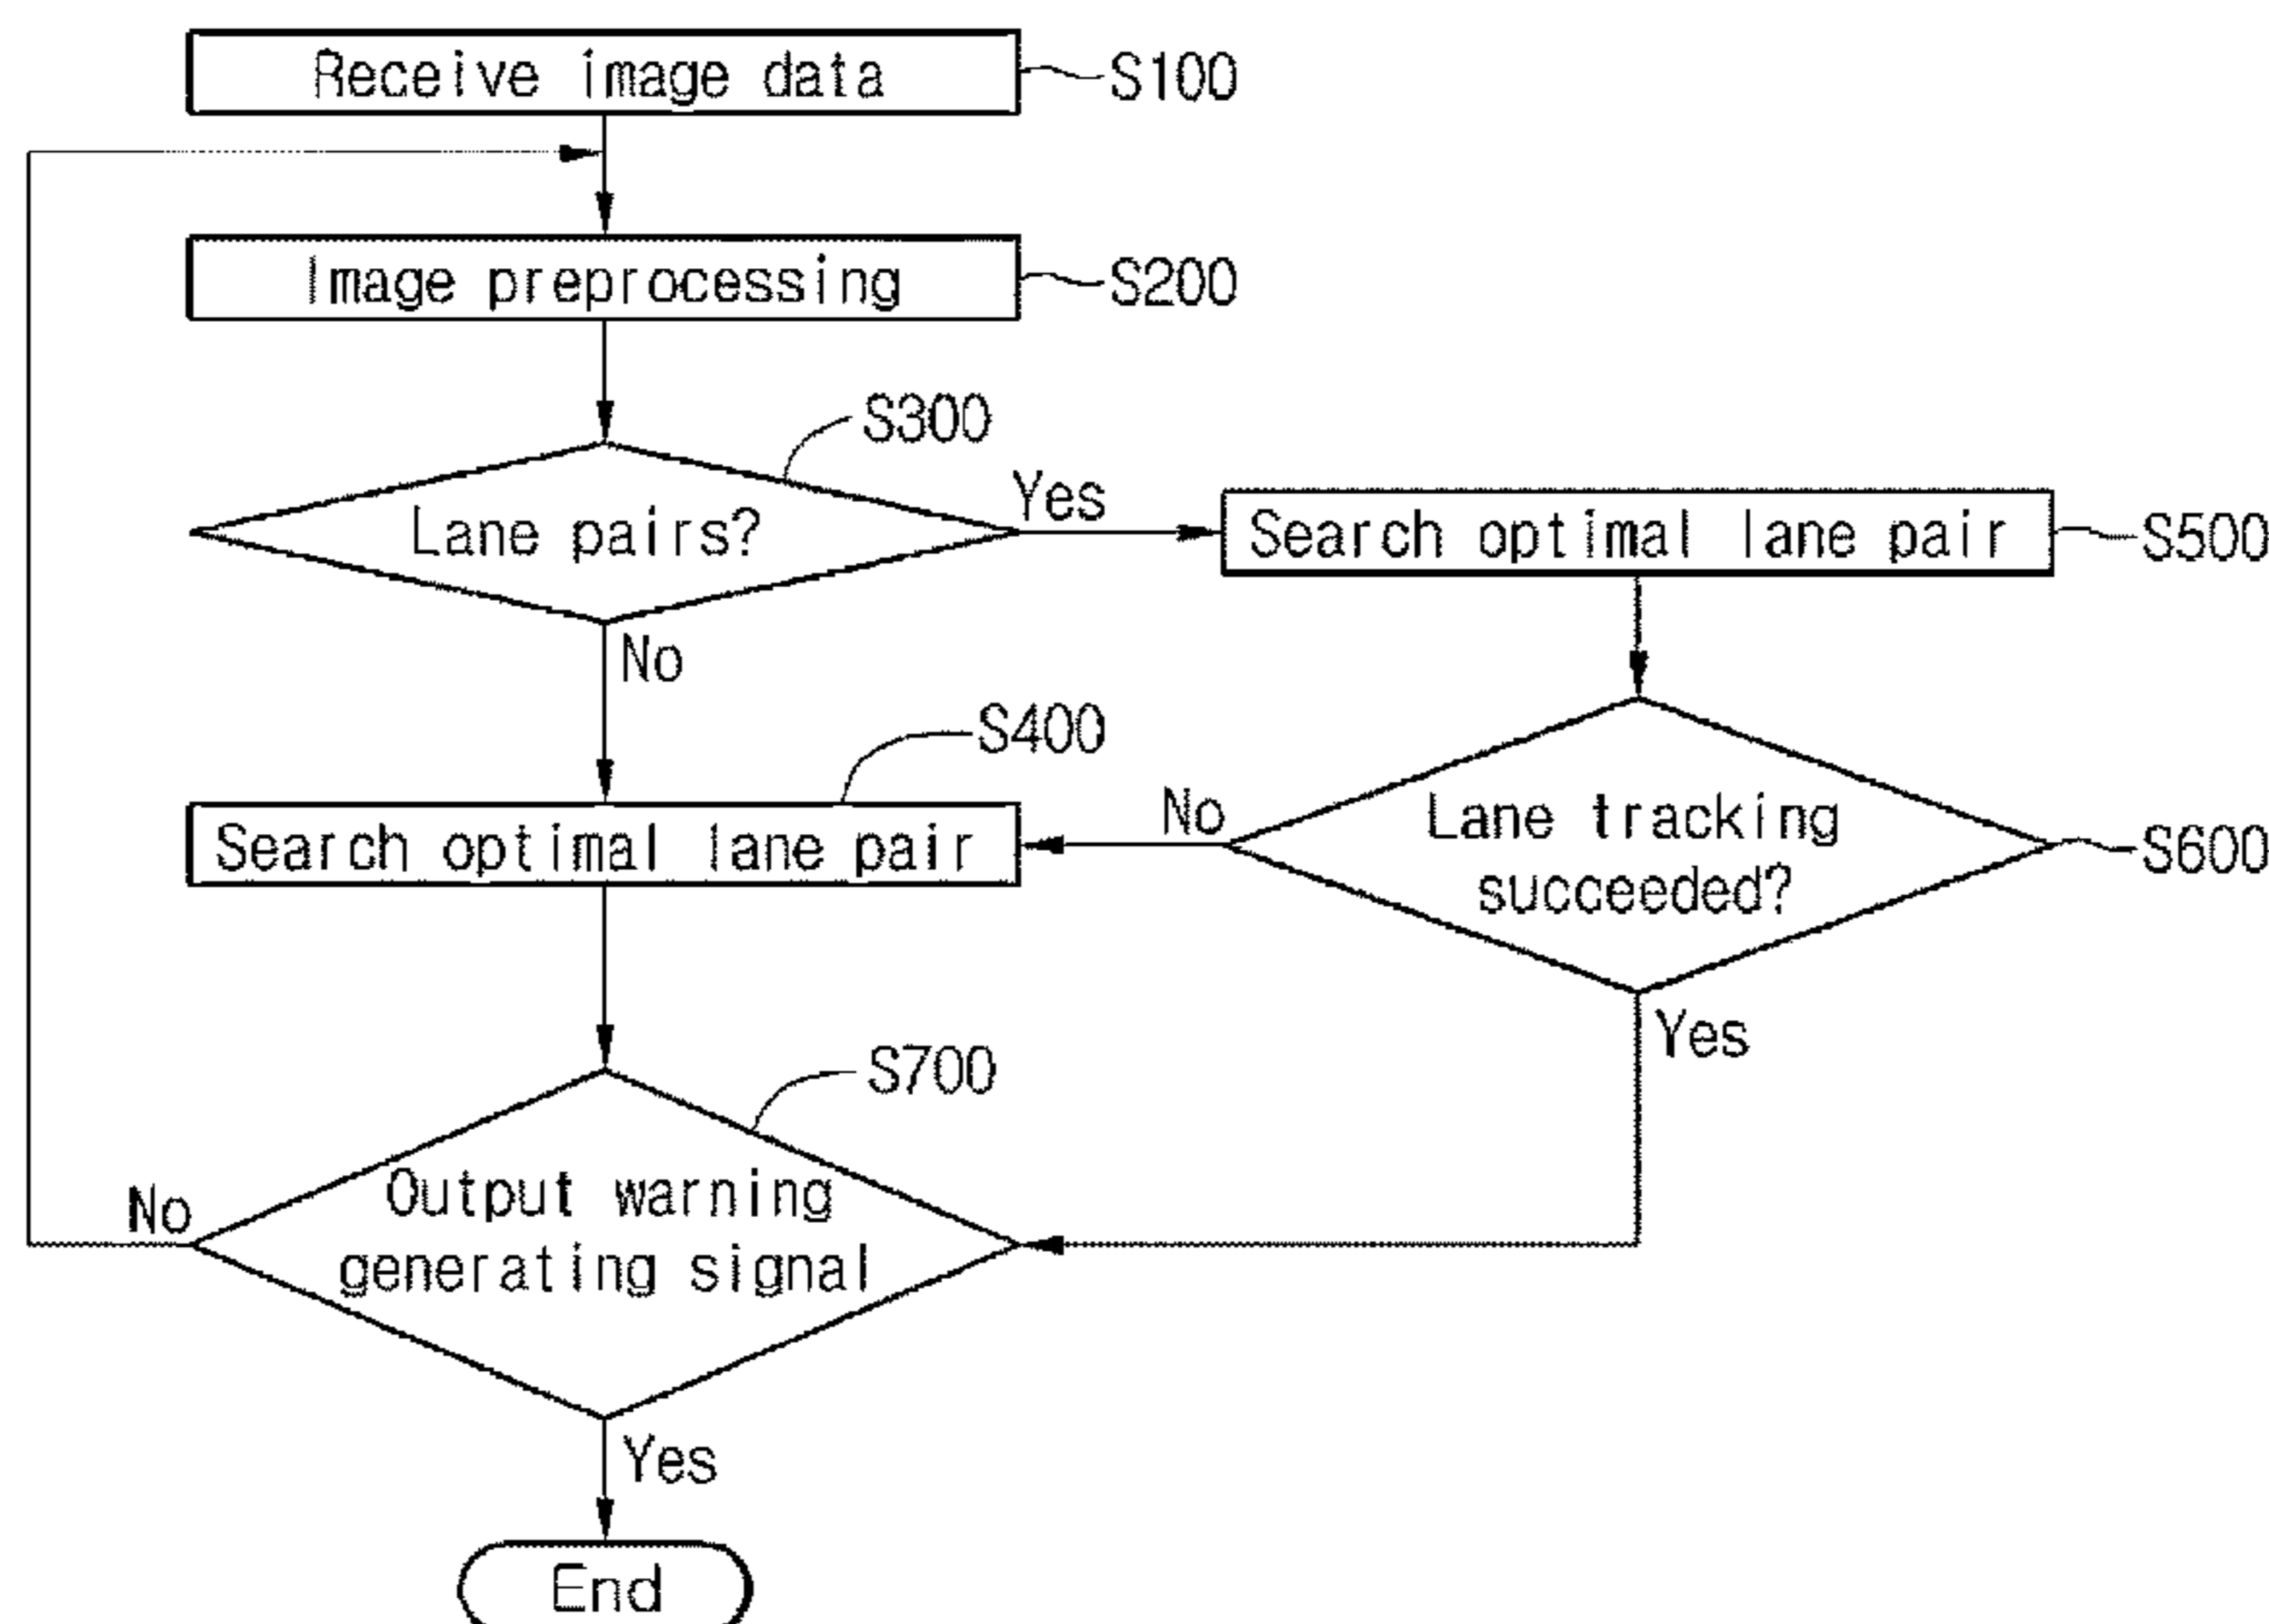 Receive image data
S100
Image preprocessing
S200
S300
Lane pairs?
Yes
Search optimal lane pair
S500
No
S400
Search optimal lane pair
No
Lane tracking
succeeded?
S600
Yes
S700
Output warning
generating signal
No
Yes
End